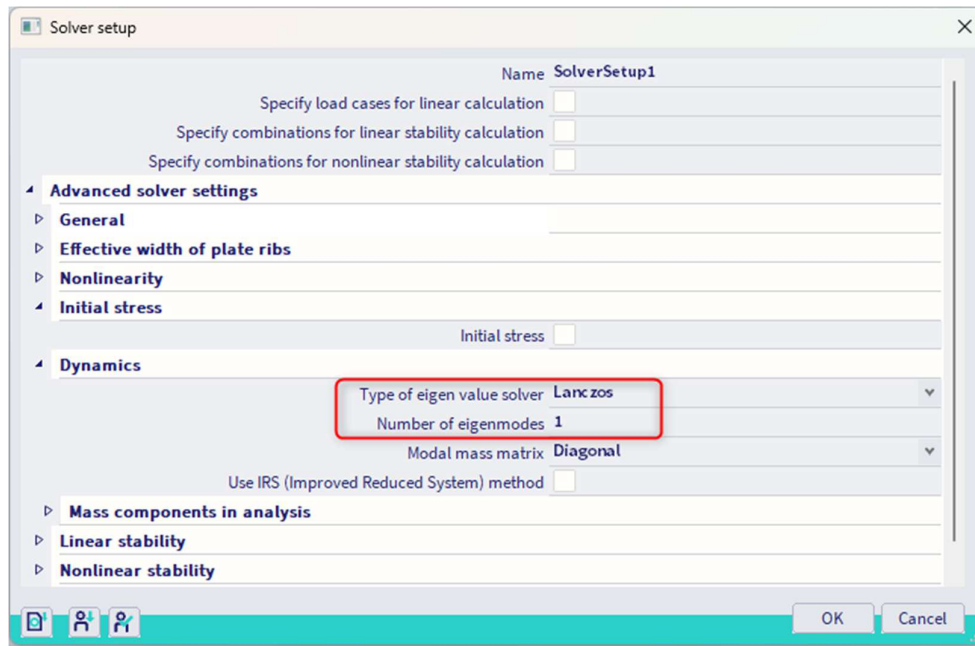 Solver setup
Name SolverSetup1
Specify load cases for linear calculation
Specify combinations for linear stability calculation
Specify combinations for nonlinear stability calculation
Advanced solver settings
General
Effective width of plate ribs
Nonlinearity
Initial stress
Initial stress
Dynamics
Type of eigen value solver Lanczos
Number of eigenmodes 1
Modal mass matrix Diagonal
Use IRS (Improved Reduced System) method
Mass components in analysis
Linear stability
Nonlinear stability
OK Cancel